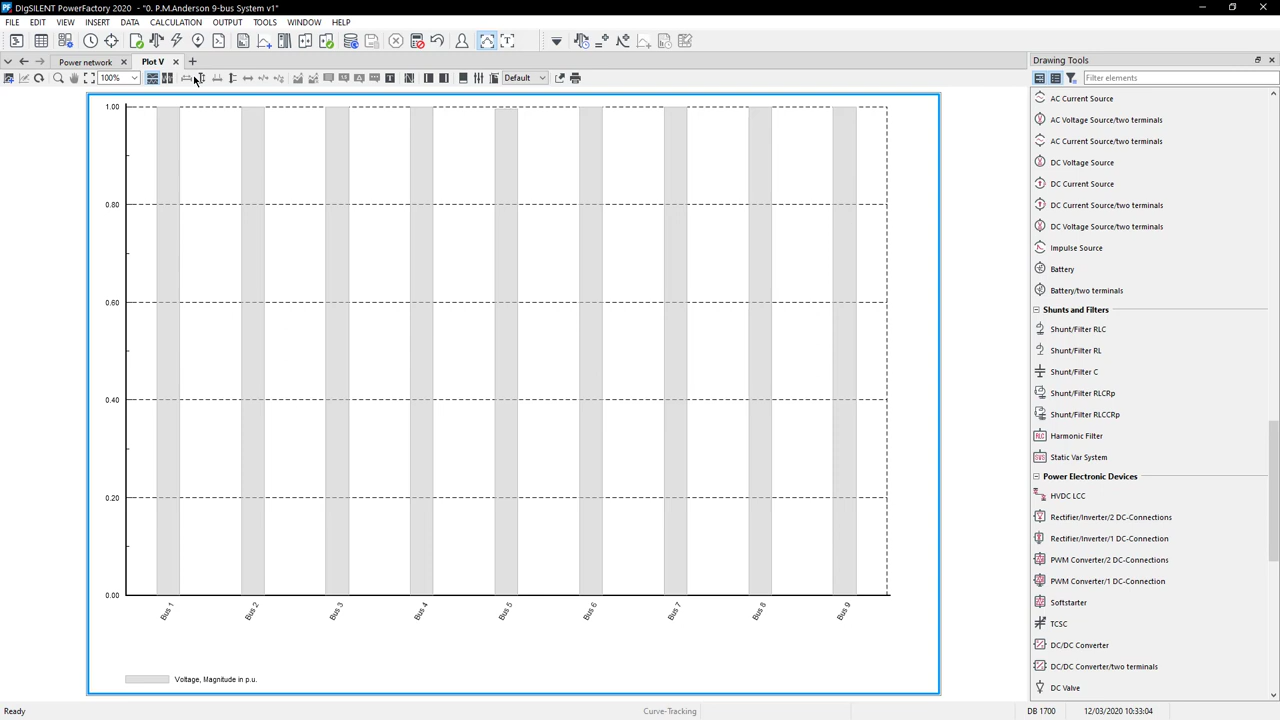 DIgSILENT PowerFactory 2020 - "0. P.M.Anderson 9-bus System v1"
FILE EDIT VIEW INSERT DATA CALCULATION OUTPUT TOOLS WINDOW HELP
Power network
Plot V
100%
Default
1.00
0.80
0.60
0.40
0.20
0.00
Bus 1
Bus 2
Bus 3
Bus 4
Bus 5
Bus 6
Bus 7
Bus 8
Bus 9
Voltage, Magnitude in p.u.
Drawing Tools
Filter elements
AC Current Source
AC Voltage Source/two terminals
AC Current Source/two terminals
DC Voltage Source
DC Current Source
DC Current Source/two terminals
DC Voltage Source/two terminals
Impulse Source
Battery
Battery/two terminals
Shunts and Filters
Shunt/Filter RLC
Shunt/Filter RL
Shunt/Filter C
Shunt/Filter RLCRp
Shunt/Filter RLCCRp
Harmonic Filter
Static Var System
Power Electronic Devices
HVDC LCC
Rectifier/Inverter/2 DC-Connections
Rectifier/Inverter/1 DC-Connection
PWM Converter/2 DC-Connections
PWM Converter/1 DC-Connection
Softstarter
TCSC
DC/DC Converter
DC/DC Converter/two terminals
DC Valve
Ready
Curve-Tracking
DB 1700
12/03/2020 10:33:04